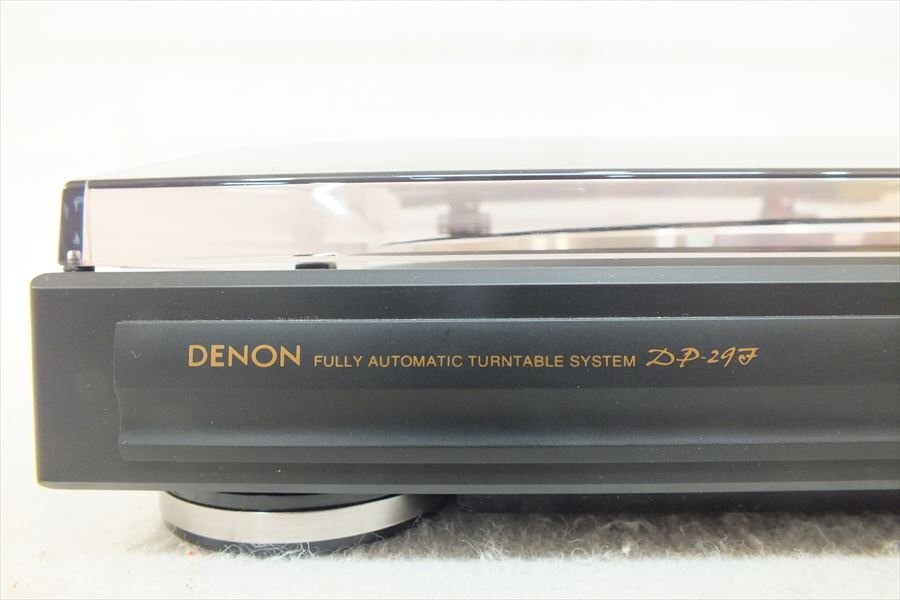 DENON FULLY AUTOMATIC TURNTABLE SYSTEM DP-29F